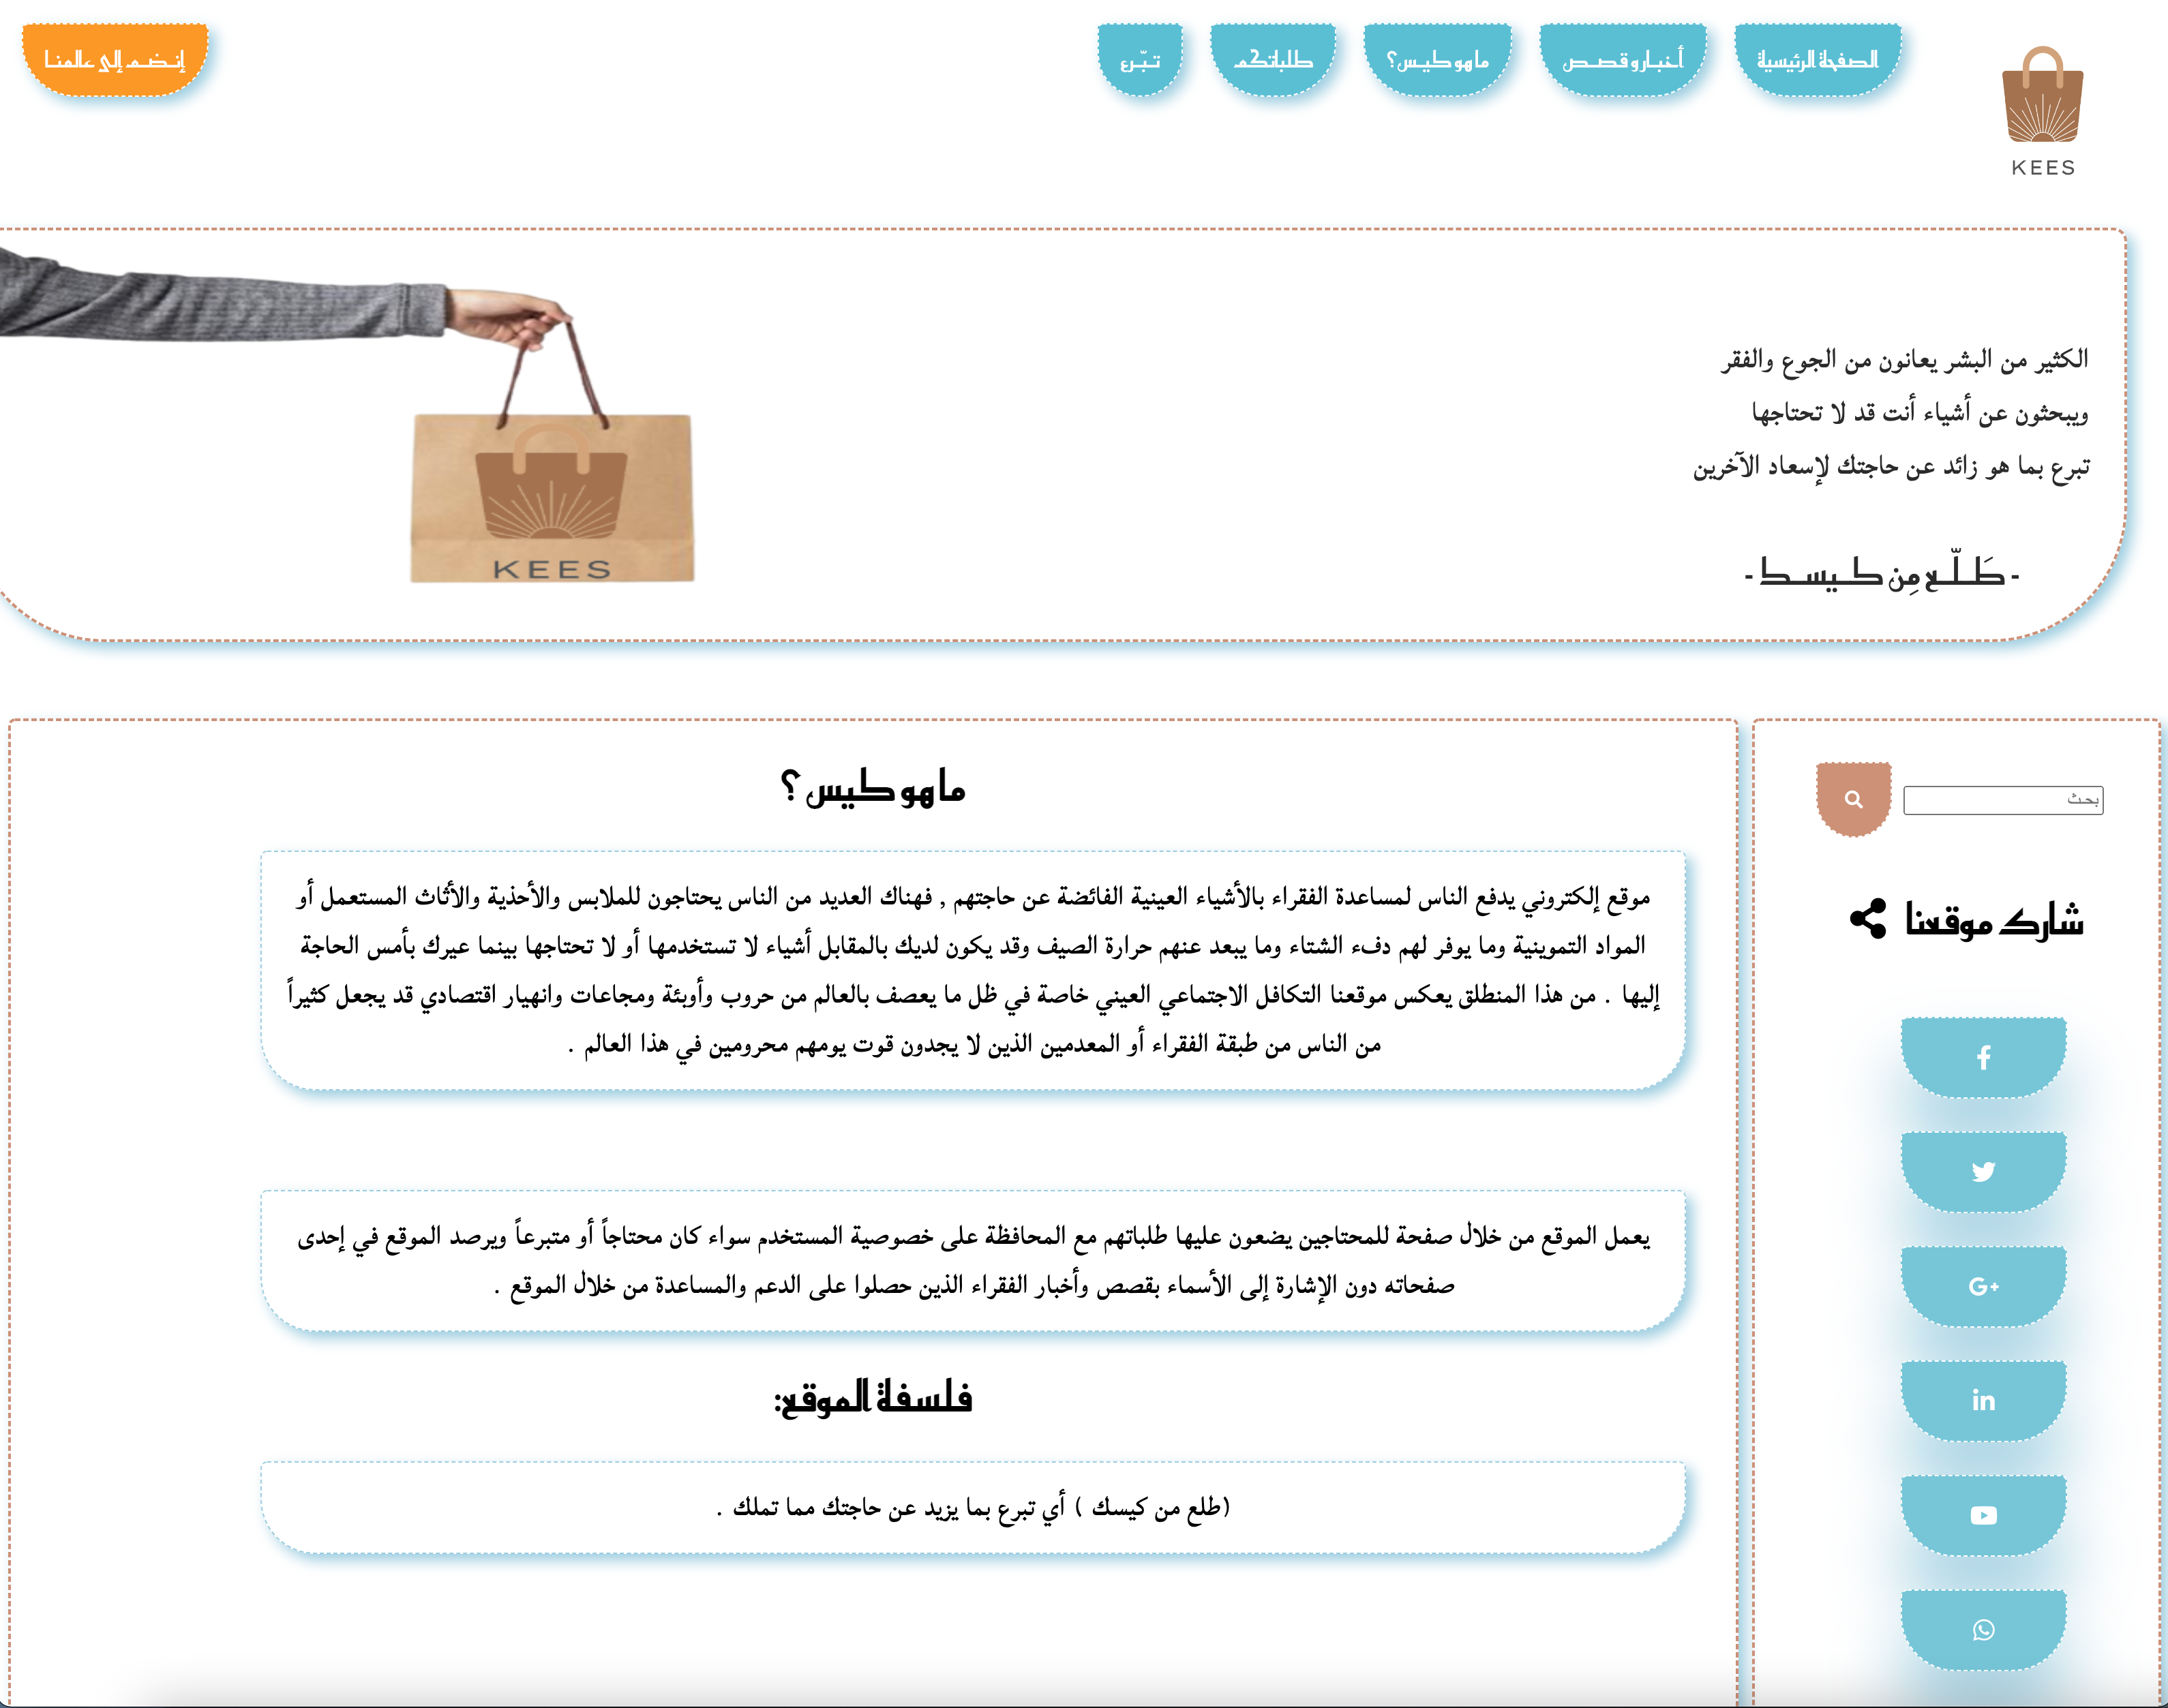 KEES
الصفحة الرئيسية
أخبار و قصص
ما هو كيس؟
طلباتكم
تبّرع
إنضم إلى عالمنا
الكثير من البشر يعانون من الجوع والفقر
ويبحثون عن أشياء أنت قد لا تحتاجها
تبرع بما هو زائد عن حاجتك لإسعاد الآخرين
- طَلّع مِن كيسك -
KEES
بحث
شارك موقعنا
ما هو كيس ؟
موقع إلكتروني يدفع الناس لمساعدة الفقراء بالأشياء العينية الفائضة عن حاجتهم , فهناك العديد من الناس يحتاجون للملابس والأحذية والأثاث المستعمل أو
المواد التموينية وما يوفر لهم دفء الشتاء وما يبعد عنهم حرارة الصيف وقد يكون لديك بالمقابل أشياء لا تستخدمها أو لا تحتاجها بينما عيرك بأمس الحاجة
إليها . من هذا المنطلق يعكس موقعنا التكافل الاجتماعي العيني خاصة في ظل ما يعصف بالعالم من حروب وأوبئة ومجاعات وانهيار اقتصادي قد يجعل كثيراً
من الناس من طبقة الفقراء أو المعدمين الذين لا يجدون قوت يومهم محرومين في هذا العالم .
يعمل الموقع من خلال صفحة للمحتاجين يضعون عليها طلباتهم مع المحافظة على خصوصية المستخدم سواء كان محتاجاً أو متبرعاً ويرصد الموقع في إحدى
صفحاته دون الإشارة إلى الأسماء بقصص وأخبار الفقراء الذين حصلوا على الدعم والمساعدة من خلال الموقع .
فلسفة الموقع:
(طلع من كيسك ) أي تبرع بما يزيد عن حاجتك مما تملك .